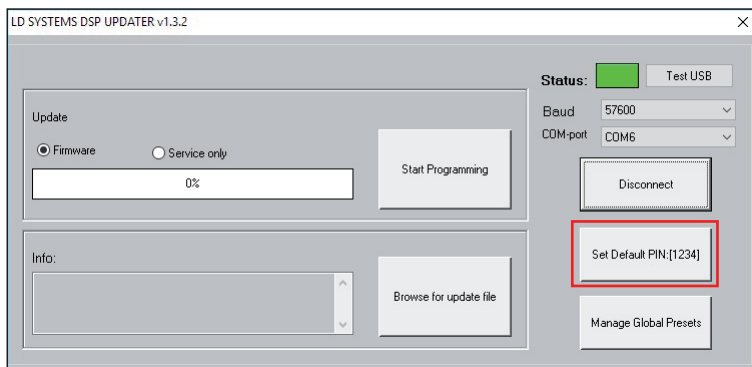 LD SYSTEMS DSP UPDATER v1.3.2
Status:
Test USB
Baud
57600
COM-port
COM6
Update
Firmware
Service only
0%
Start Programming
Disconnect
Info:
Browse for update file
Set Default PIN:[1234]
Manage Global Presets